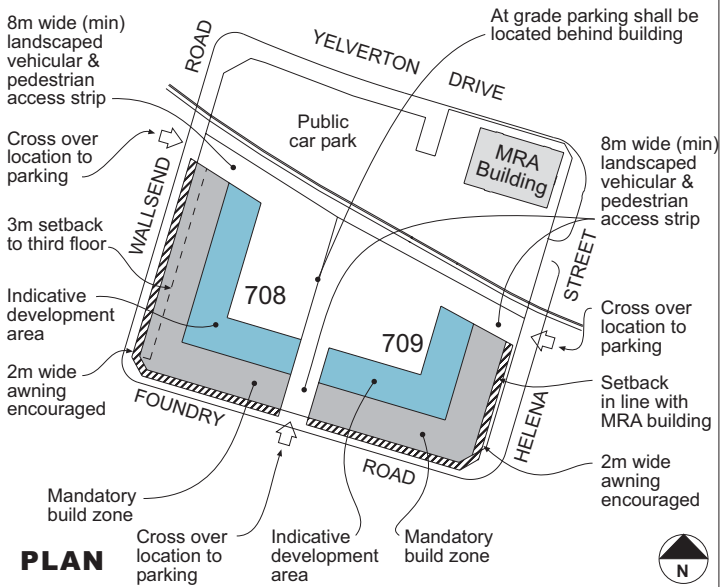 8m wide (min)
landscaped
vehicular &
pedestrian
access strip
ROAD
YELVERTON DRIVE
At grade parking shall be
located behind building
Cross over
location to
parking
Public
car park
MRA
Building
8m wide (min)
landscaped
vehicular &
pedestrian
access strip
WALLSEND
3m setback
to third floor
STREET
708
709
Indicative
development
area
Cross over
location to
parking
2m wide
awning
encouraged
Setback
in line with
MRA building
FOUNDRY
ROAD
HELENA
2m wide
awning
encouraged
Mandatory
build zone
Cross over
location to
parking
Indicative
development
area
Mandatory
build zone
PLAN
N